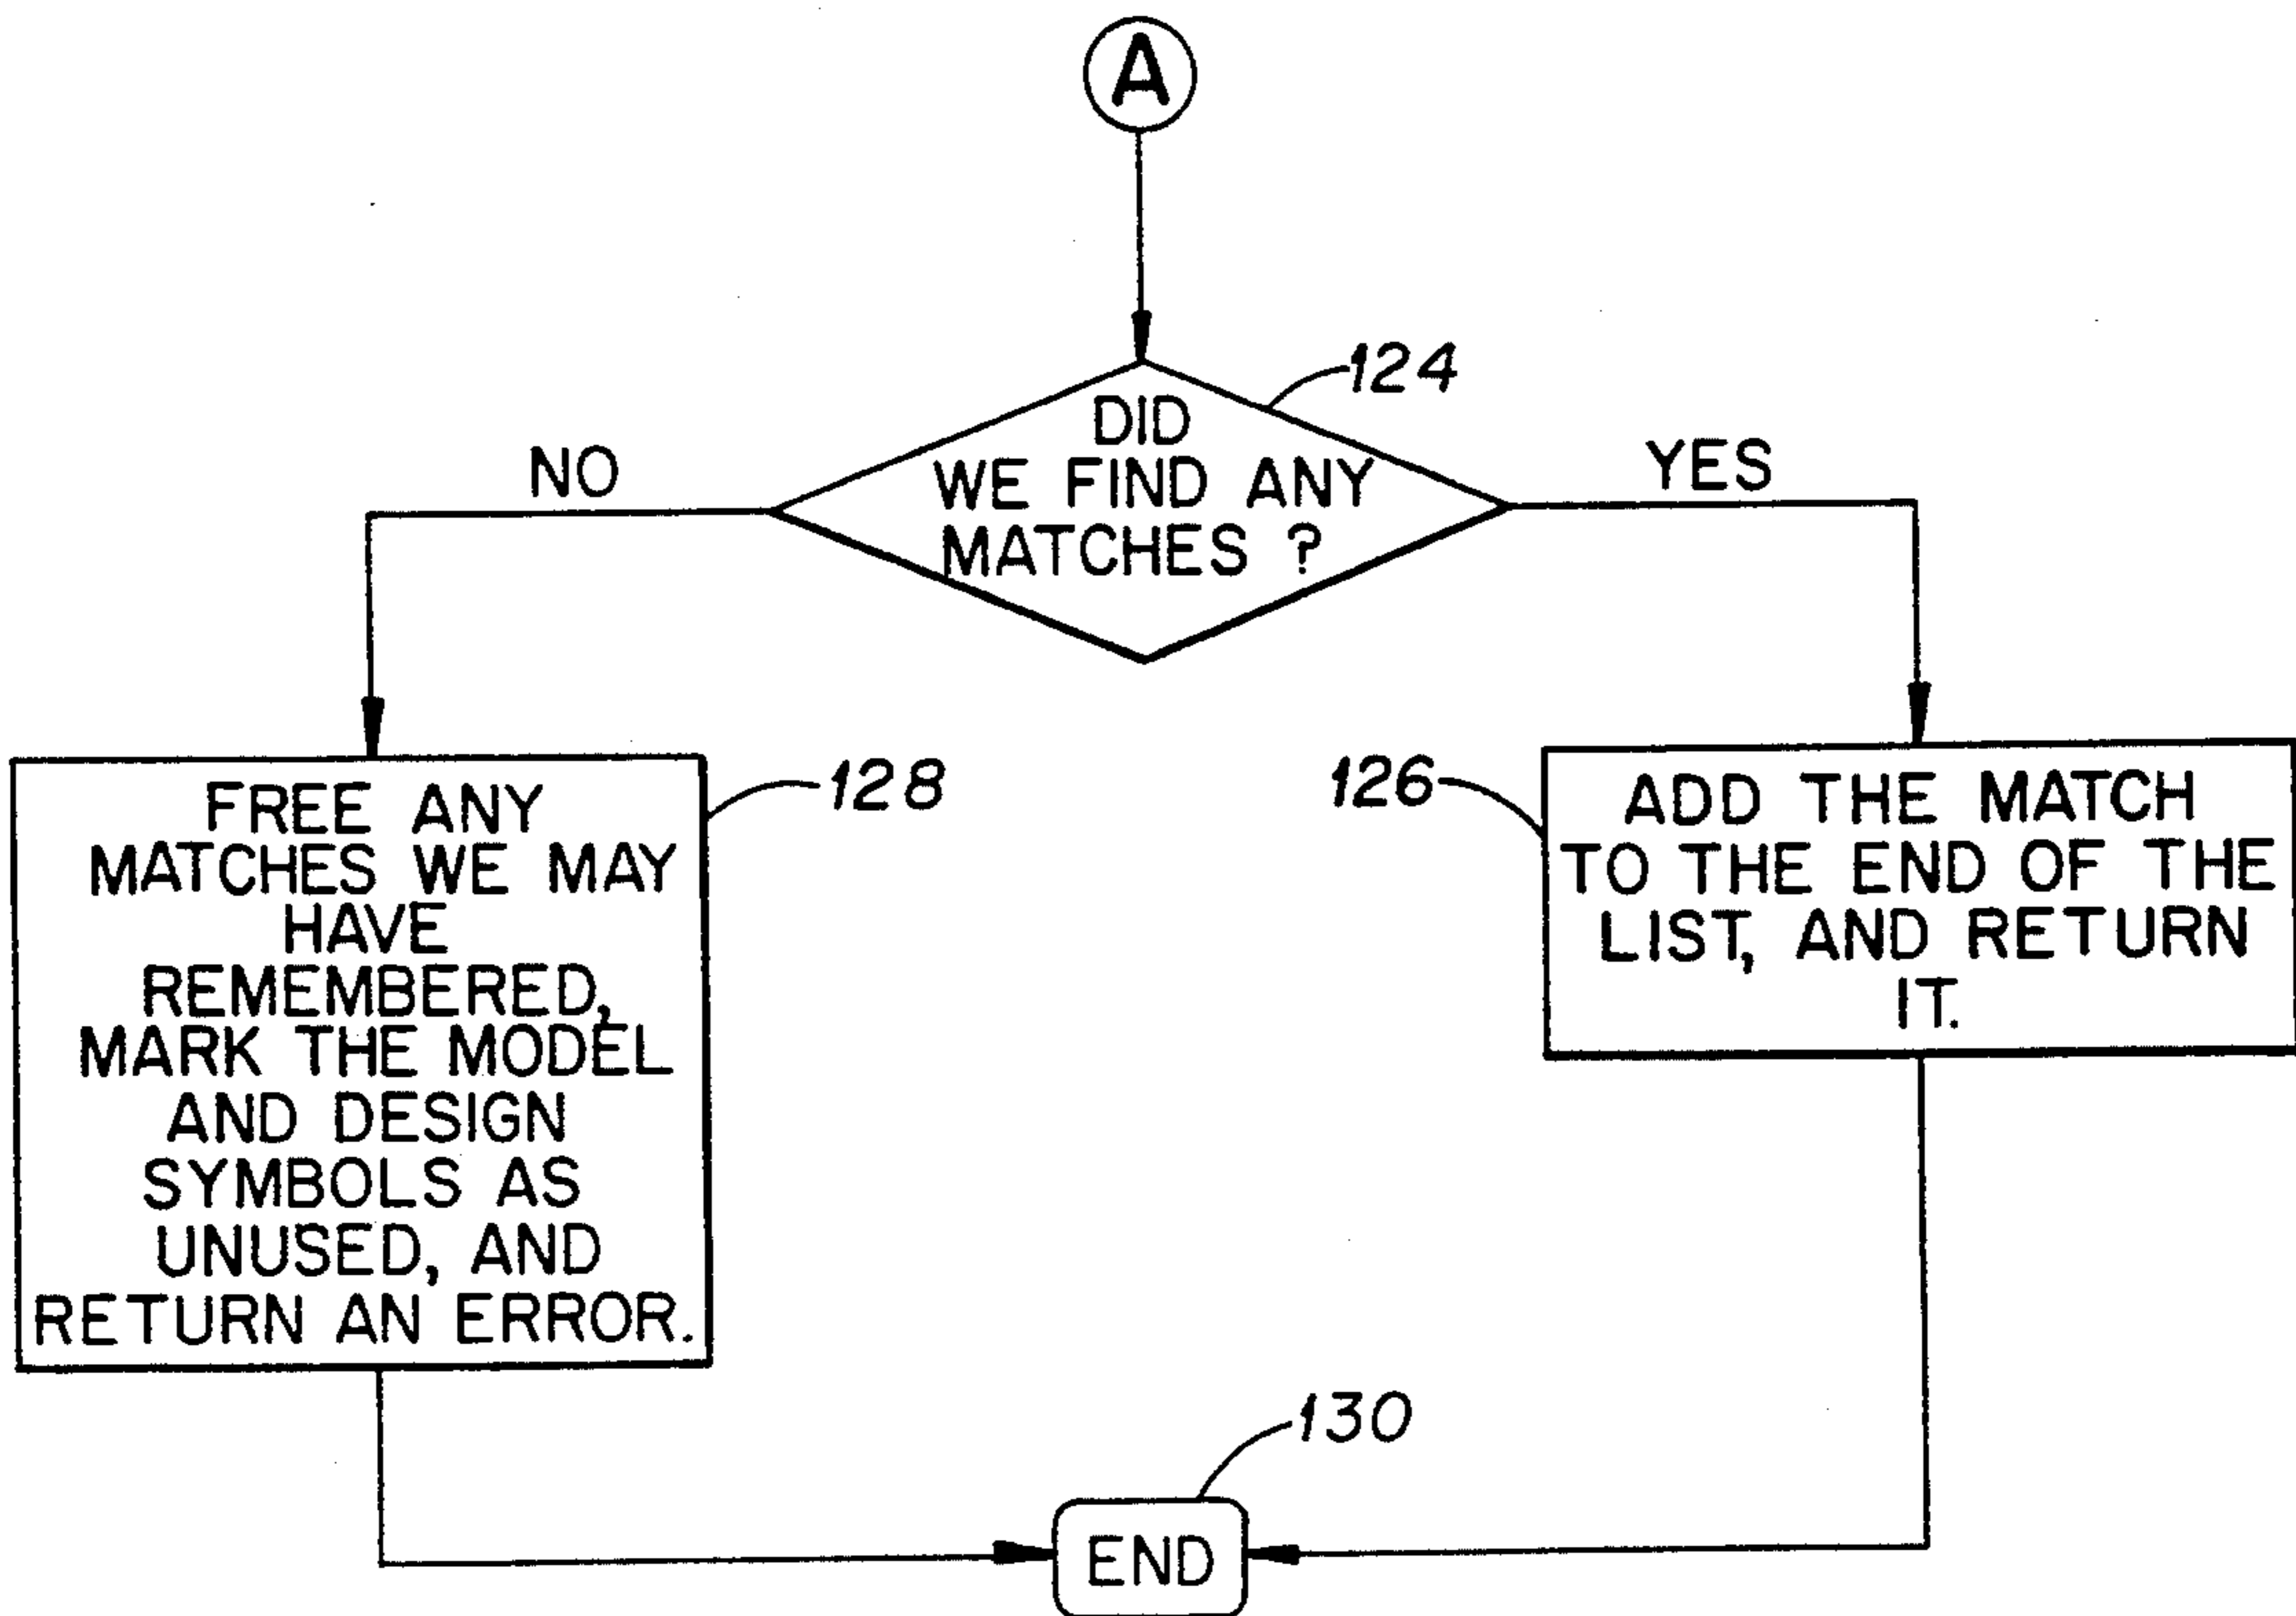 A
124
DID
WE FIND ANY
MATCHES ?
NO
YES
FREE ANY
MATCHES WE MAY
HAVE
REMEMBERED,
MARK THE MODEL
AND DESIGN
SYMBOLS AS
UNUSED, AND
RETURN AN ERROR.
128
126
ADD THE MATCH
TO THE END OF THE
LIST, AND RETURN
IT.
130
END